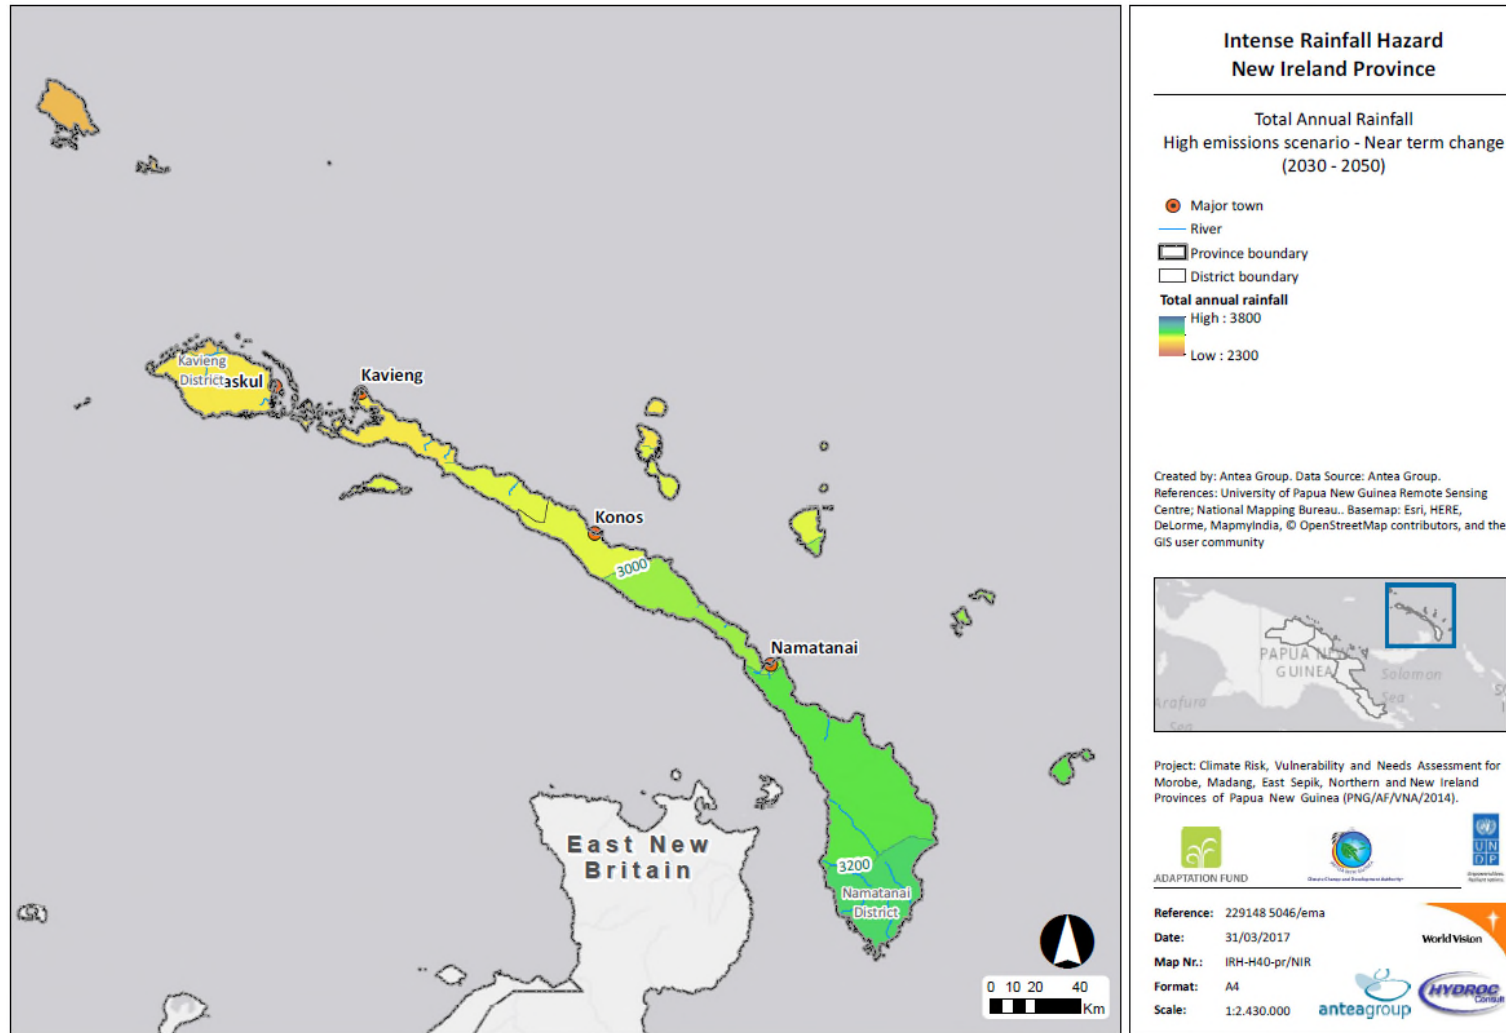 Kavieng
District
askul
Kavieng
Konos
3000
Namatanai
East New
Britain
3200
Namatanai
District
0 10 20 40
Km
Intense Rainfall Hazard
New Ireland Province
Total Annual Rainfall
High emissions scenario - Near term change
(2030 - 2050)
Major town
River
Province boundary
District boundary
Total annual rainfall
High : 3800
Low : 2300
Created by: Antea Group. Data Source: Antea Group.
References: University of Papua New Guinea Remote Sensing
Centre; National Mapping Bureau.. Basemap: Esri, HERE,
DeLorme, MapmyIndia, © OpenStreetMap contributors, and the
GIS user community
PAPUA NEW
GUINEA
Solomon
Sea
Arafura
Sea
Project: Climate Risk, Vulnerability and Needs Assessment for
Morobe, Madang, East Sepik, Northern and New Ireland
Provinces of Papua New Guinea (PNG/AF/VNA/2014).
ADAPTATION FUND
Climate Change and Development Authority
UN
DP
Reference: 229148 5046/ema
Date: 31/03/2017
Map Nr.: IRH-H40-pr/NIR
Format: A4
Scale: 1:2.430.000
World Vision
anteagroup
HYDROC
Consult